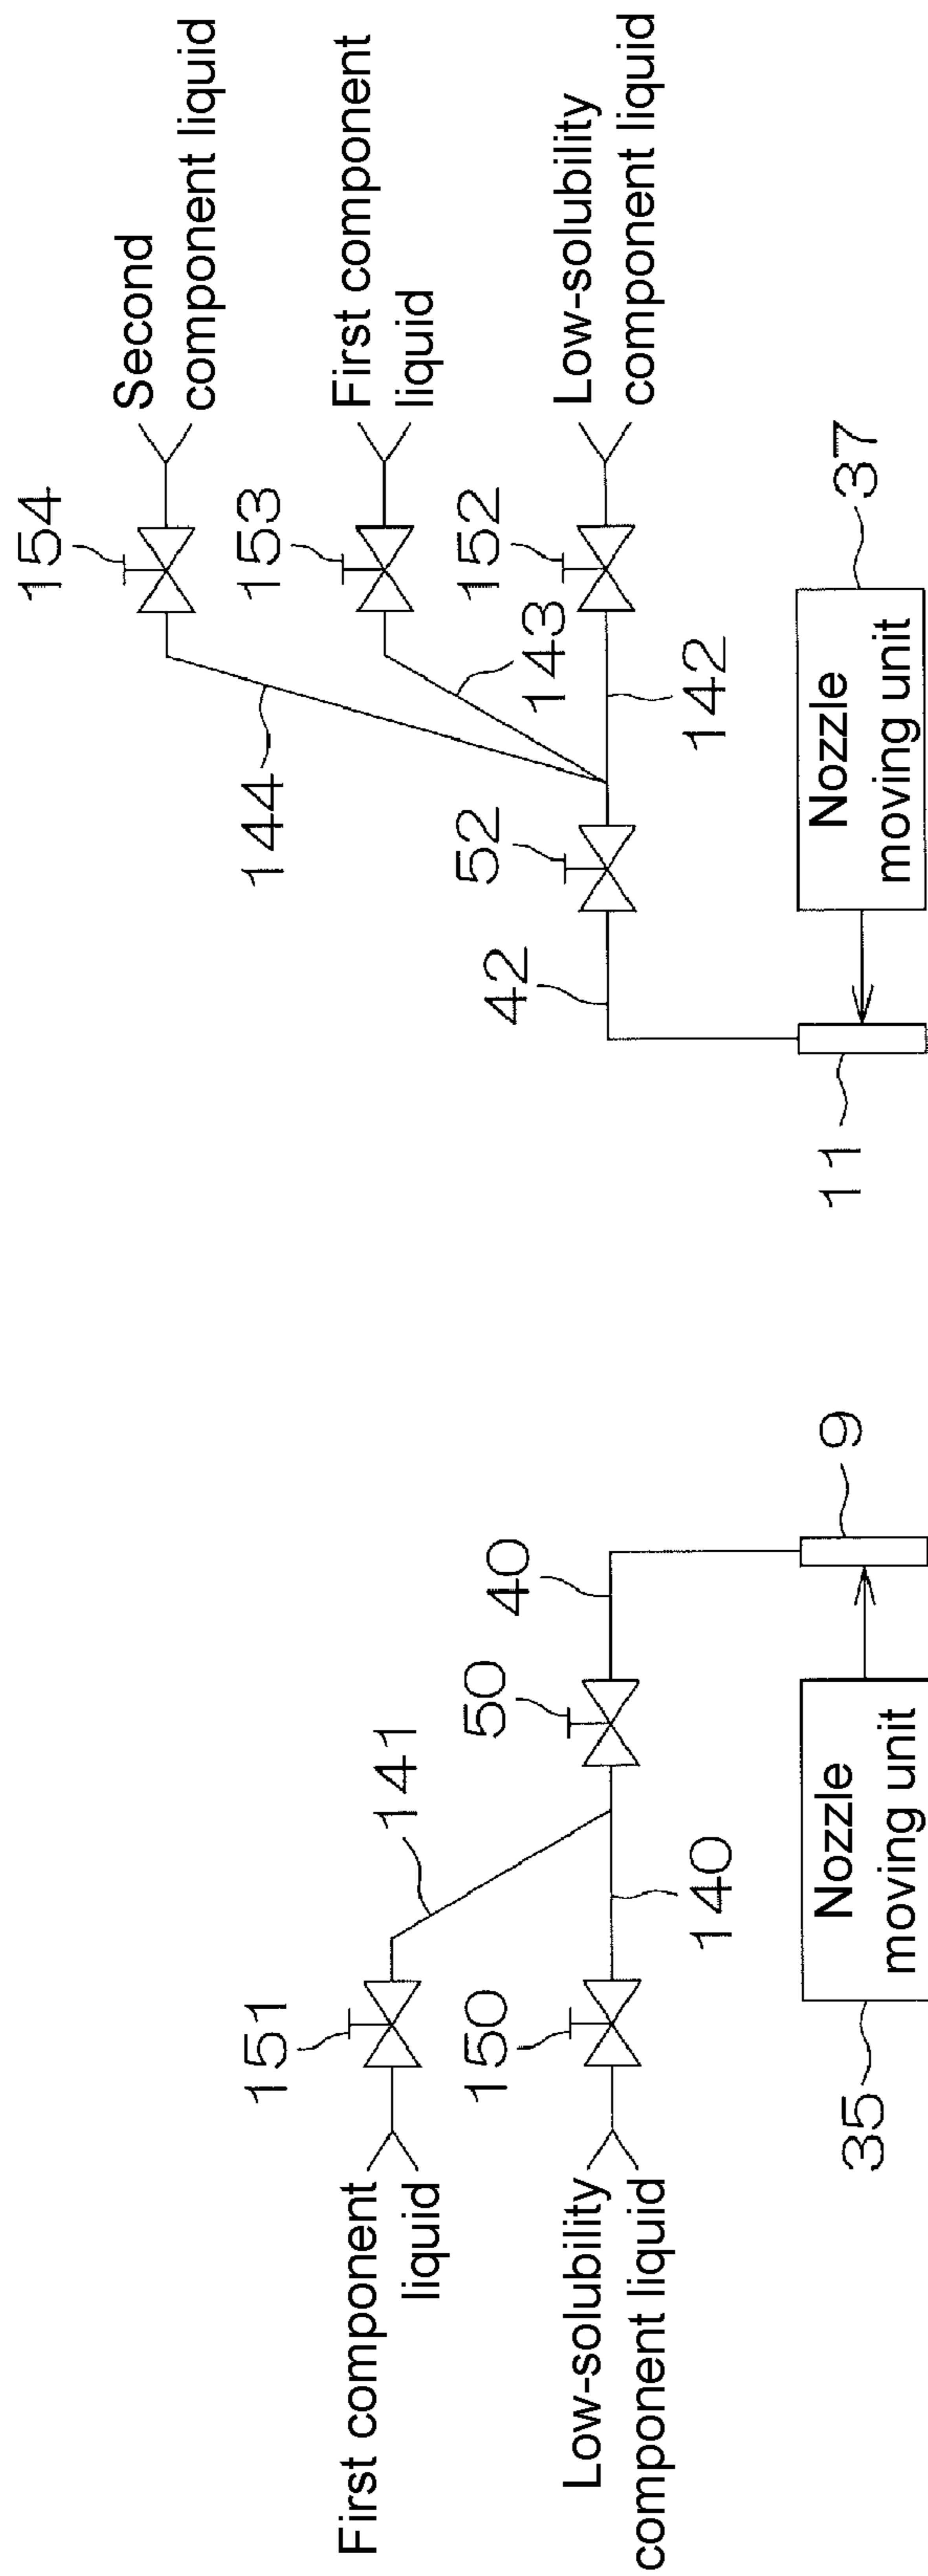 First component
liquid
151
141
Low-solubility
component liquid
150
140
50
40
Nozzle
moving unit
35
9
Second
component liquid
154
144
First component
liquid
153
143
Low-solubility
component liquid
152
142
52
42
Nozzle
moving unit
37
11